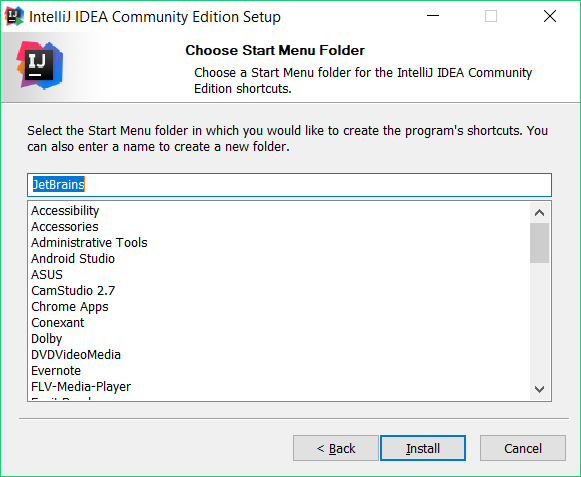 IntelliJ IDEA Community Edition Setup
IJ
Choose Start Menu Folder
Choose a Start Menu folder for the IntelliJ IDEA Community
Edition shortcuts.
Select the Start Menu folder in which you would like to create the program's shortcuts. You
can also enter a name to create a new folder.
JetBrains
Accessibility
Accessories
Administrative Tools
Android Studio
ASUS
CamStudio 2.7
Chrome Apps
Conexant
Dolby
DVDVideoMedia
Evernote
FLV-Media-Player
< Back
Install
Cancel